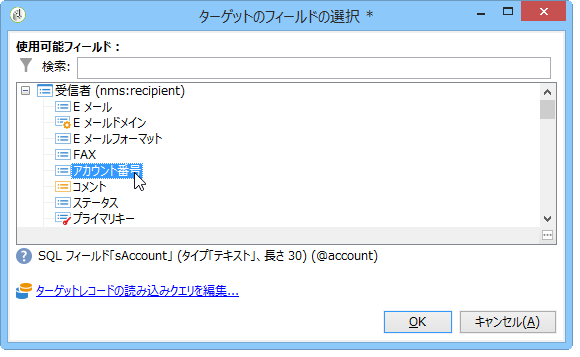 ターゲットのフィールドの選択 *
使用可能フィールド：
検索:
受信者 (nms:recipient)
E メール
E メールドメイン
E メールフォーマット
FAX
アカウント番号
コメント
ステータス
プライマリキー
SQL フィールド「sAccount」 (タイプ「テキスト」、長さ 30) (@account)
ターゲットレコードの読み込みクエリを編集...
OK
キャンセル(A)